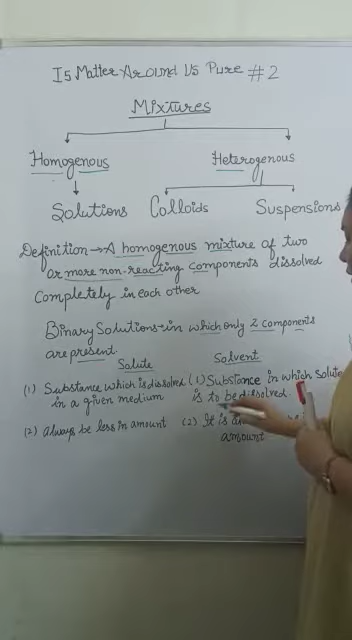 Is Matter Around Us Pure #2
Mixtures
Homogenous Heterogenous
Solutions Colloids Suspensions
Definition → A homogenous mixture of two
or more non-reacting components dissolved
completely in each other
Binary Solutions - in which only 2 components
are present.
Solute Solvent
(1) Substance which is dissolved (1) Substance in which solute
in a given medium is to be dissolved.
(2) Always be less in amount (2) It is
amount